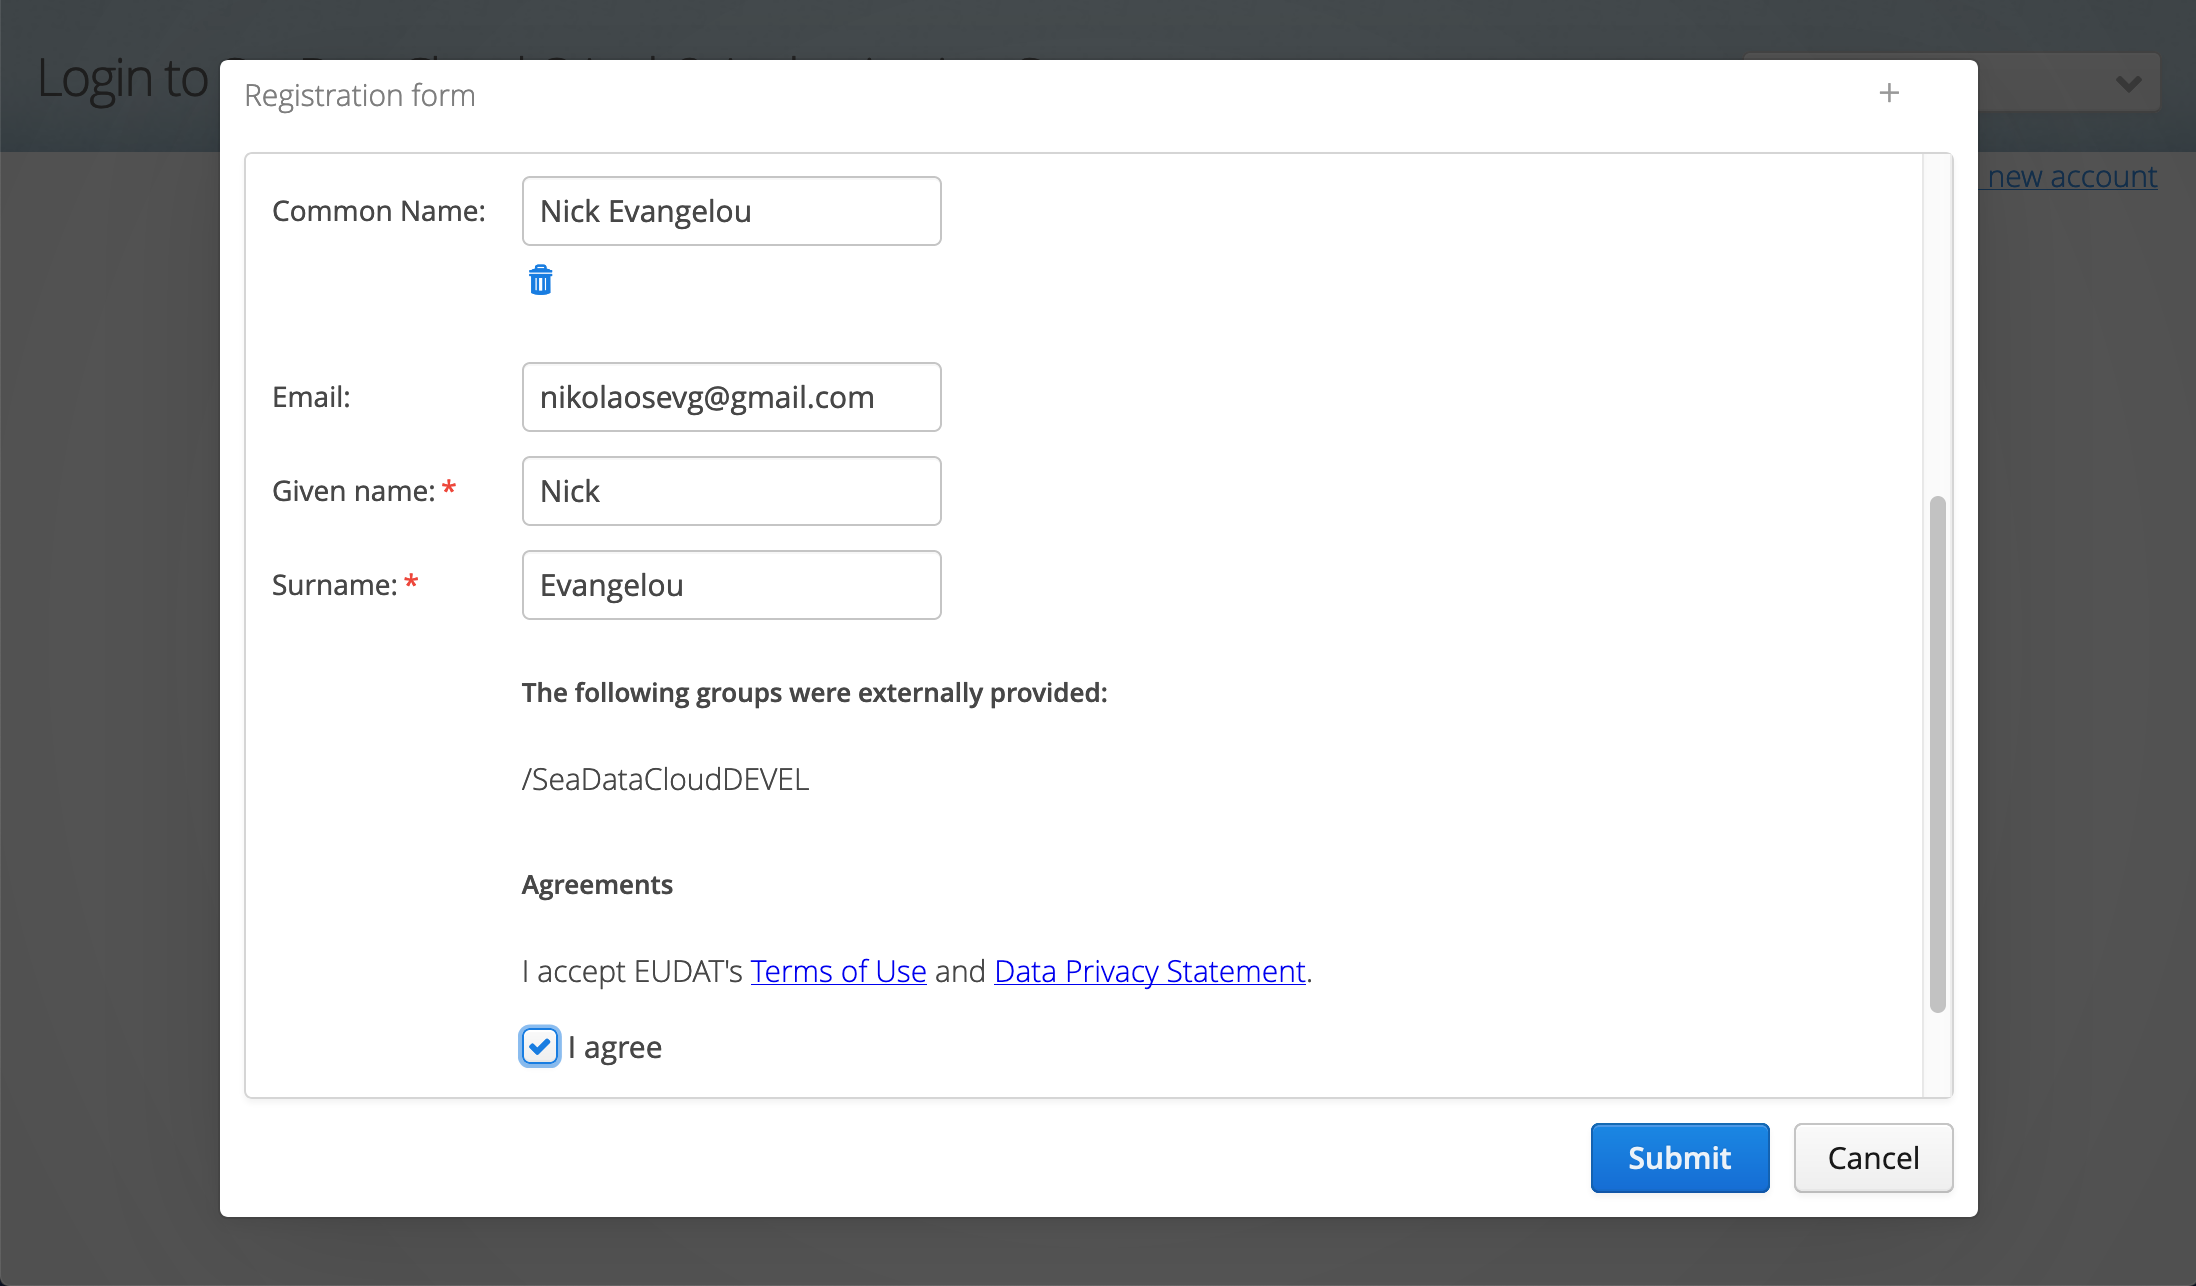 Login to
Registration form
new account
Common Name:
Nick Evangelou
Email:
nikolaosevg@gmail.com
Given name: *
Nick
Surname: *
Evangelou
The following groups were externally provided:
/SeaDataCloudDEVEL
Agreements
I accept EUDAT's Terms of Use and Data Privacy Statement.
I agree
Submit
Cancel